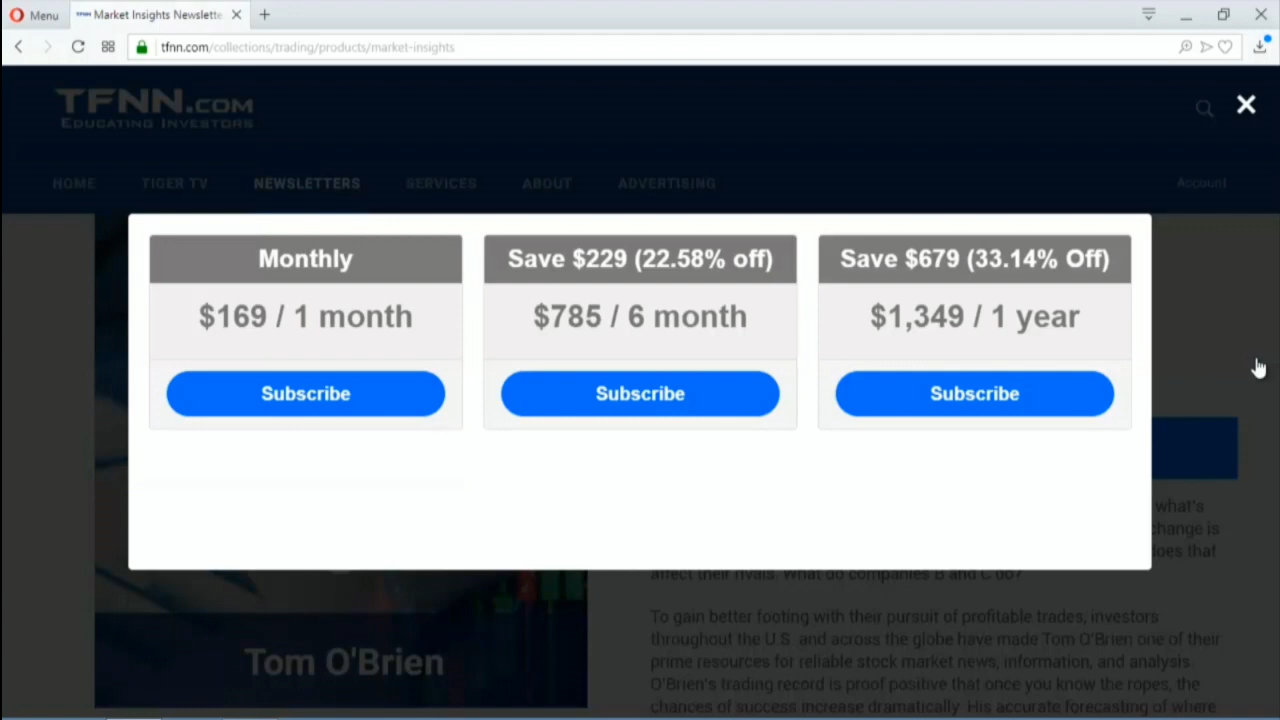 Menu
TFNN Market Insights Newslette
tfnn.com/collections/trading/products/market-insights
TFNN.COM
EDUCATING INVESTORS
HOME TIGER TV NEWSLETTERS SERVICES ABOUT ADVERTISING Account
Monthly
$169 / 1 month
Subscribe
Save $229 (22.58% off)
$785 / 6 month
Subscribe
Save $679 (33.14% Off)
$1,349 / 1 year
Subscribe
what's
change is
does that
affect their rivals. What do companies B and C do?
To gain better footing with their pursuit of profitable trades, investors
throughout the U.S. and across the globe have made Tom O'Brien one of their
prime resources for reliable stock market news, information, and analysis.
O'Brien's trading record is proof positive that once you know the ropes, the
chances of success increase dramatically. His accurate forecasting of where
Tom O'Brien